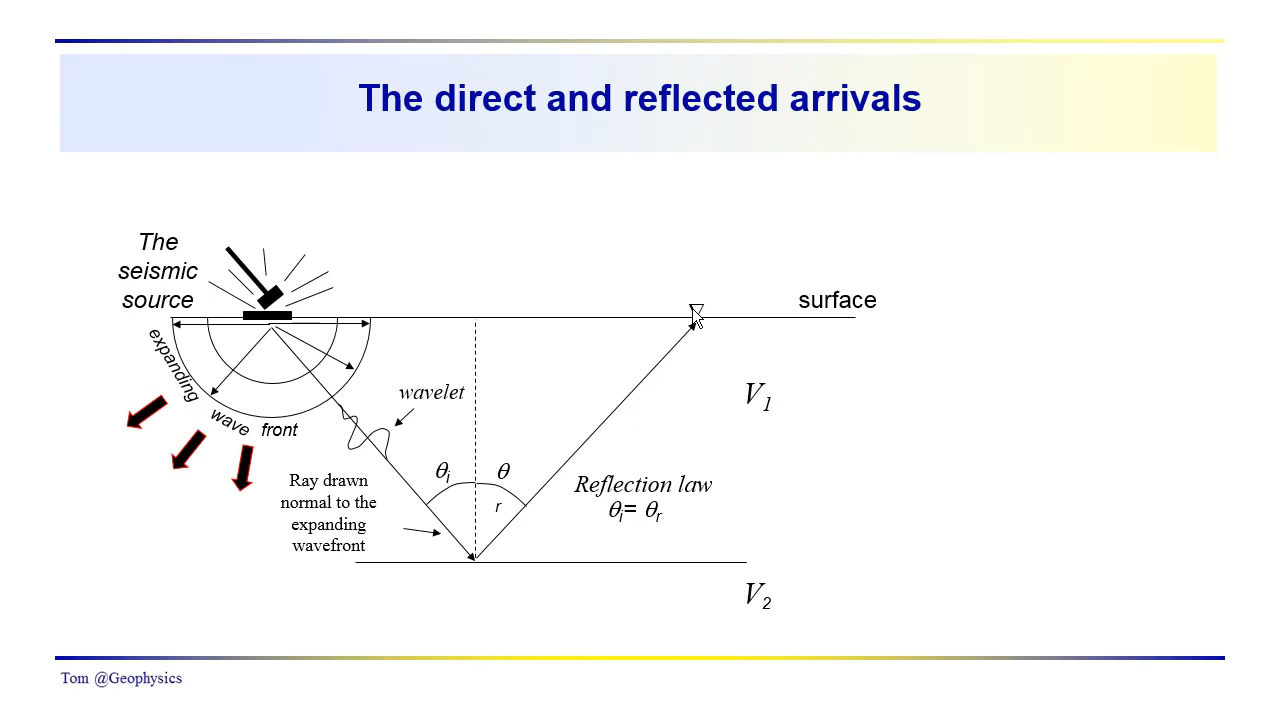 The direct and reflected arrivals
The
seismic
source
surface
expanding
wave front
wavelet
V1
θi
θ
r
Ray drawn
normal to the
expanding
wavefront
Reflection law
θi= θr
V2
Tom @Geophysics